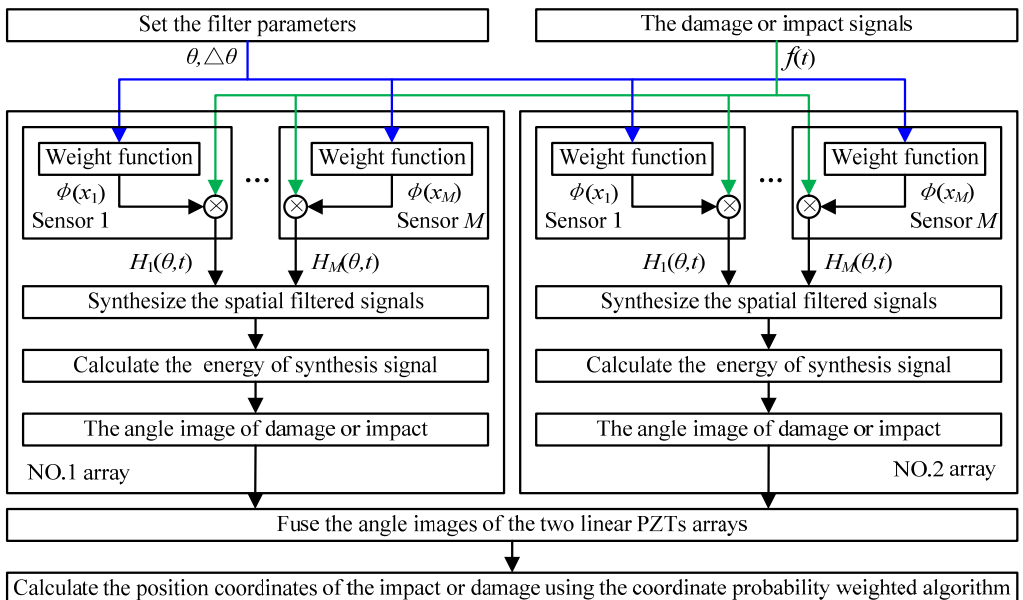 Set the filter parameters
The damage or impact signals
θ,△θ
f(t)
Weight function
ϕ(x₁)
Sensor 1
...
Weight function
ϕ(x_M)
Sensor M
H₁(θ,t)
H_M(θ,t)
Synthesize the spatial filtered signals
Calculate the energy of synthesis signal
The angle image of damage or impact
NO.1 array
Weight function
ϕ(x₁)
Sensor 1
...
Weight function
ϕ(x_M)
Sensor M
H₁(θ,t)
H_M(θ,t)
Synthesize the spatial filtered signals
Calculate the energy of synthesis signal
The angle image of damage or impact
NO.2 array
Fuse the angle images of the two linear PZTs arrays
Calculate the position coordinates of the impact or damage using the coordinate probability weighted algorithm